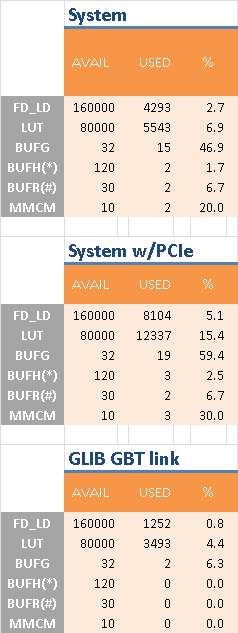 System
AVAIL USED %
FD_LD 160000 4293 2.7
LUT 80000 5543 6.9
BUFG 32 15 46.9
BUFH(*) 120 2 1.7
BUFR(#) 30 2 6.7
MMCM 10 2 20.0
System w/PCIe
AVAIL USED %
FD_LD 160000 8104 5.1
LUT 80000 12337 15.4
BUFG 32 19 59.4
BUFH(*) 120 3 2.5
BUFR(#) 30 2 6.7
MMCM 10 3 30.0
GLIB GBT link
AVAIL USED %
FD_LD 160000 1252 0.8
LUT 80000 3493 4.4
BUFG 32 2 6.3
BUFH(*) 120 0 0.0
BUFR(#) 30 0 0.0
MMCM 10 0 0.0